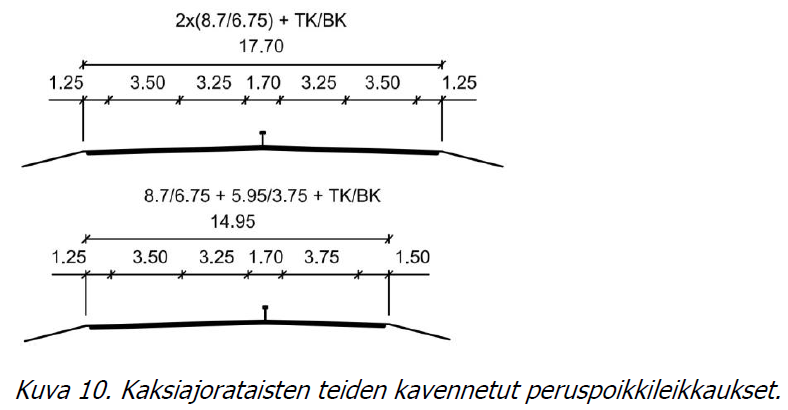 2x(8.7/6.75) + TK/BK
17.70
1.25 3.50 3.25 1.70 3.25 3.50 1.25
8.7/6.75 + 5.95/3.75 + TK/BK
14.95
1.25 3.50 3.25 1.70 3.75 1.50
Kuva 10. Kaksiajorataisten teiden kavennetut peruspoikkileikkaukset.